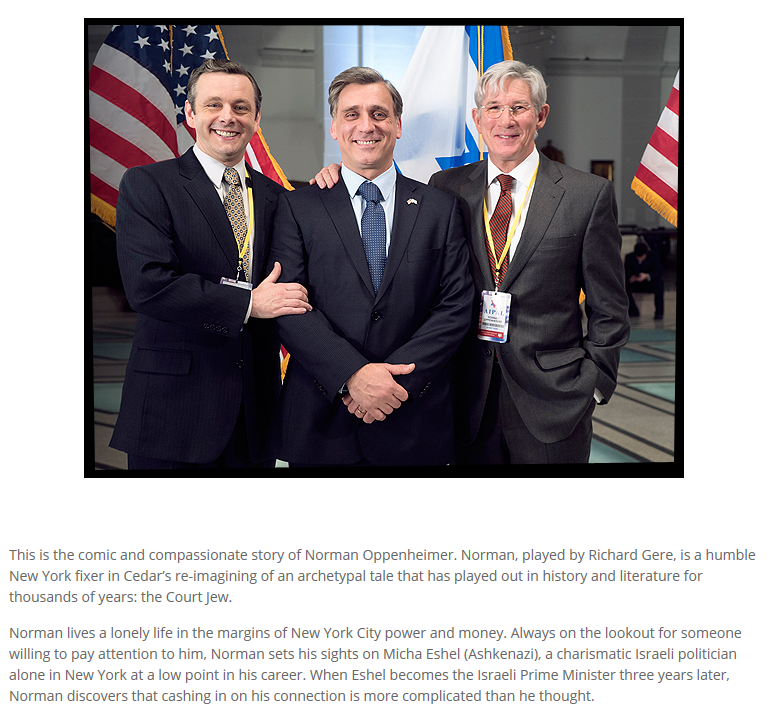 AIPAC
This is the comic and compassionate story of Norman Oppenheimer. Norman, played by Richard Gere, is a humble
New York fixer in Cedar’s re-imagining of an archetypal tale that has played out in history and literature for
thousands of years: the Court Jew.
Norman lives a lonely life in the margins of New York City power and money. Always on the lookout for someone
willing to pay attention to him, Norman sets his sights on Micha Eshel (Ashkenazi), a charismatic Israeli politician
alone in New York at a low point in his career. When Eshel becomes the Israeli Prime Minister three years later,
Norman discovers that cashing in on his connection is more complicated than he thought.